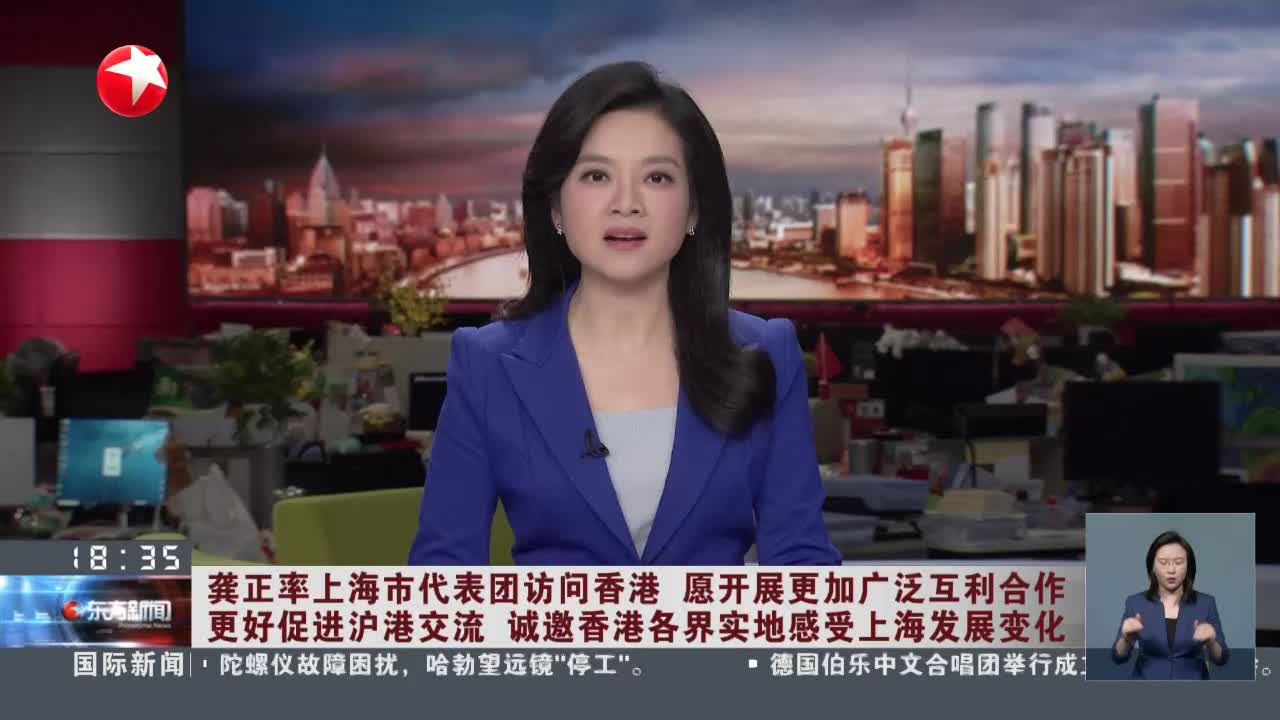 18:35
龚正率上海市代表团访问香港 愿开展更加广泛互利合作
东方新闻
更好促进沪港交流 诚邀香港各界实地感受上海发展变化
国际新闻
陀螺仪故障困扰，哈勃望远镜"停工"。
德国伯乐中文合唱团举行成